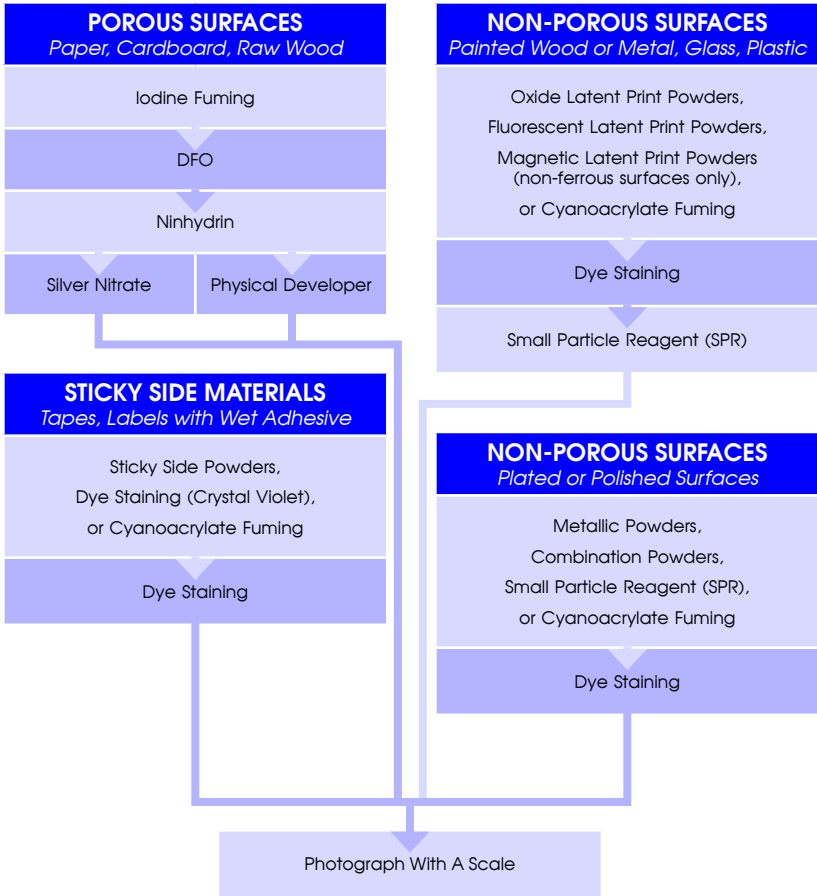 POROUS SURFACES
Paper, Cardboard, Raw Wood
Iodine Fuming
DFO
Ninhydrin
Silver Nitrate
Physical Developer
NON-POROUS SURFACES
Painted Wood or Metal, Glass, Plastic
Oxide Latent Print Powders,
Fluorescent Latent Print Powders,
Magnetic Latent Print Powders
(non-ferrous surfaces only),
or Cyanoacrylate Fuming
Dye Staining
Small Particle Reagent (SPR)
STICKY SIDE MATERIALS
Tapes, Labels with Wet Adhesive
Sticky Side Powders,
Dye Staining (Crystal Violet),
or Cyanoacrylate Fuming
Dye Staining
NON-POROUS SURFACES
Plated or Polished Surfaces
Metallic Powders,
Combination Powders,
Small Particle Reagent (SPR),
or Cyanoacrylate Fuming
Dye Staining
Photograph With A Scale